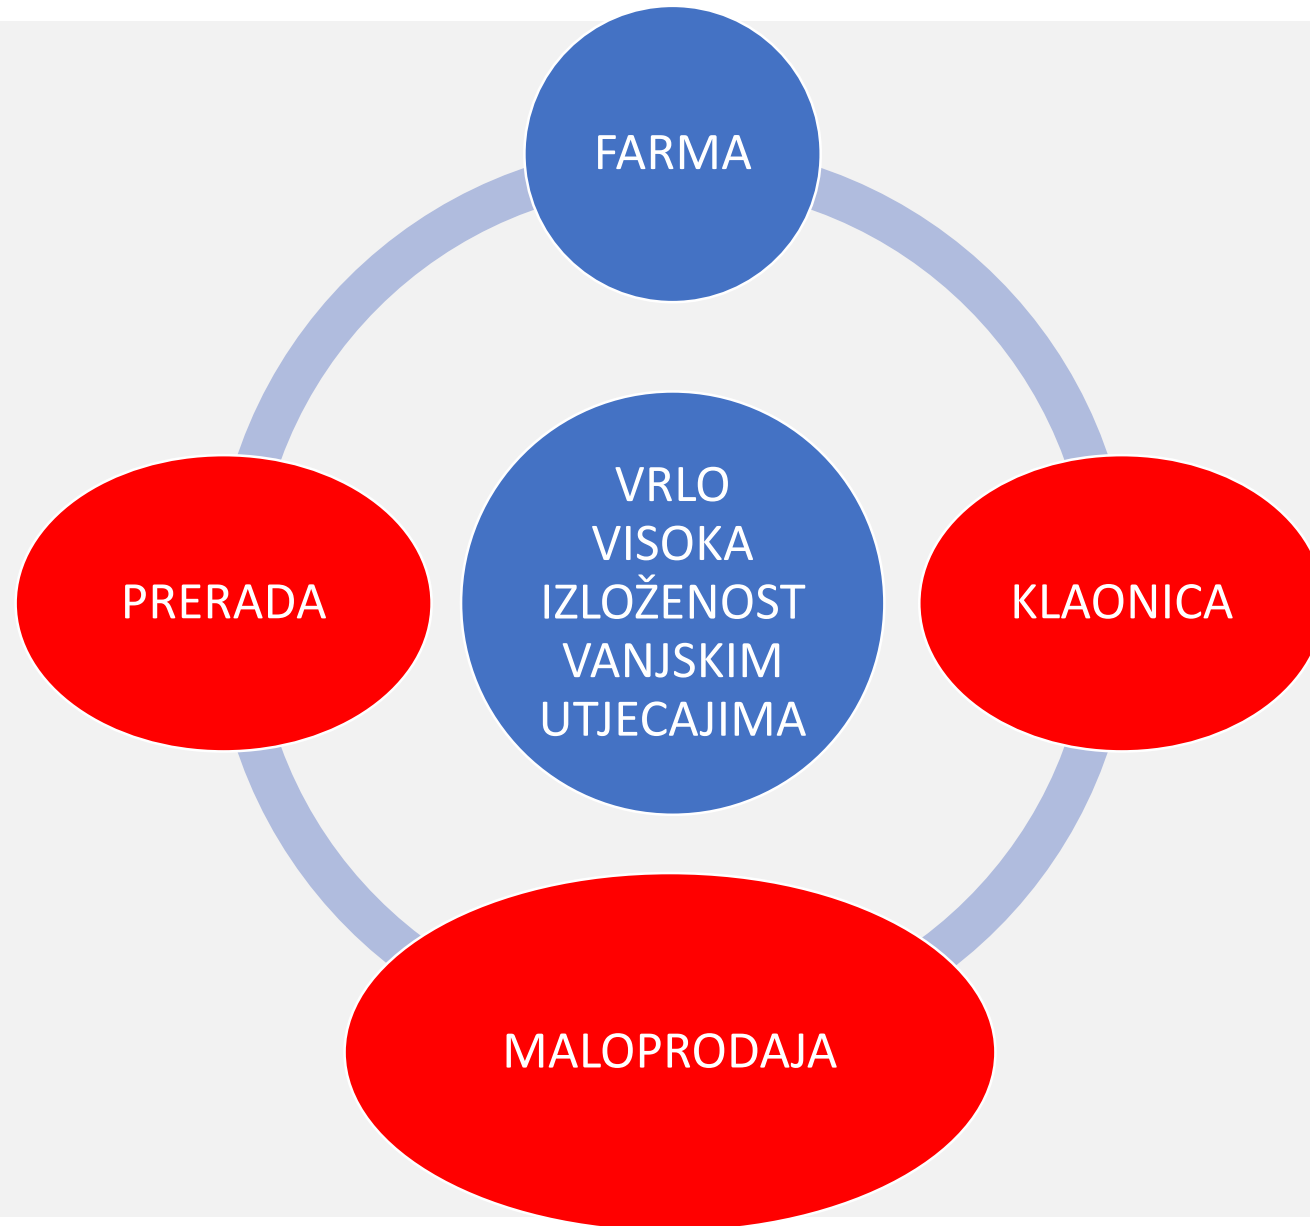 FARMA
VRLO
VISOKA
IZLOŽENOST
VANJSKIM
UTJECAJIMA
PRERADA
KLAONICA
MALOPRODAJA